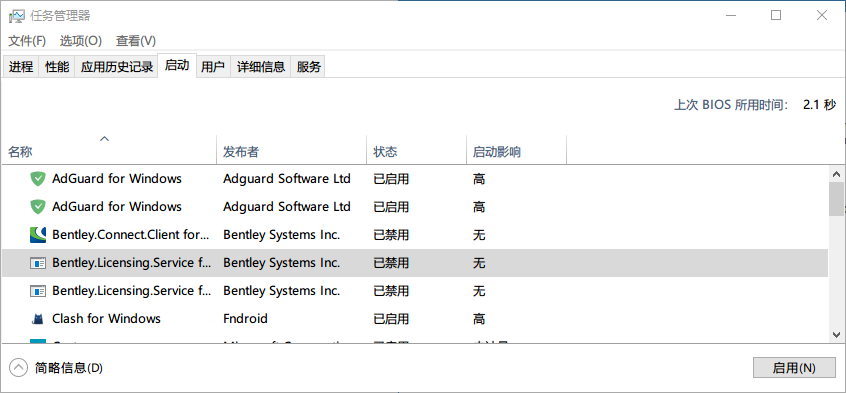 任务管理器
文件(F) 选项(O) 查看(V)
进程 性能 应用历史记录 启动 用户 详细信息 服务
上次 BIOS 所用时间: 2.1 秒
名称 发布者 状态 启动影响
AdGuard for Windows Adguard Software Ltd 已启用 高
AdGuard for Windows Adguard Software Ltd 已启用 高
Bentley.Connect.Client for... Bentley Systems Inc. 已禁用 无
Bentley.Licensing.Service f... Bentley Systems Inc. 已禁用 无
Bentley.Licensing.Service f... Bentley Systems Inc. 已禁用 无
Clash for Windows Fndroid 已启用 高
简略信息(D) 启用(N)